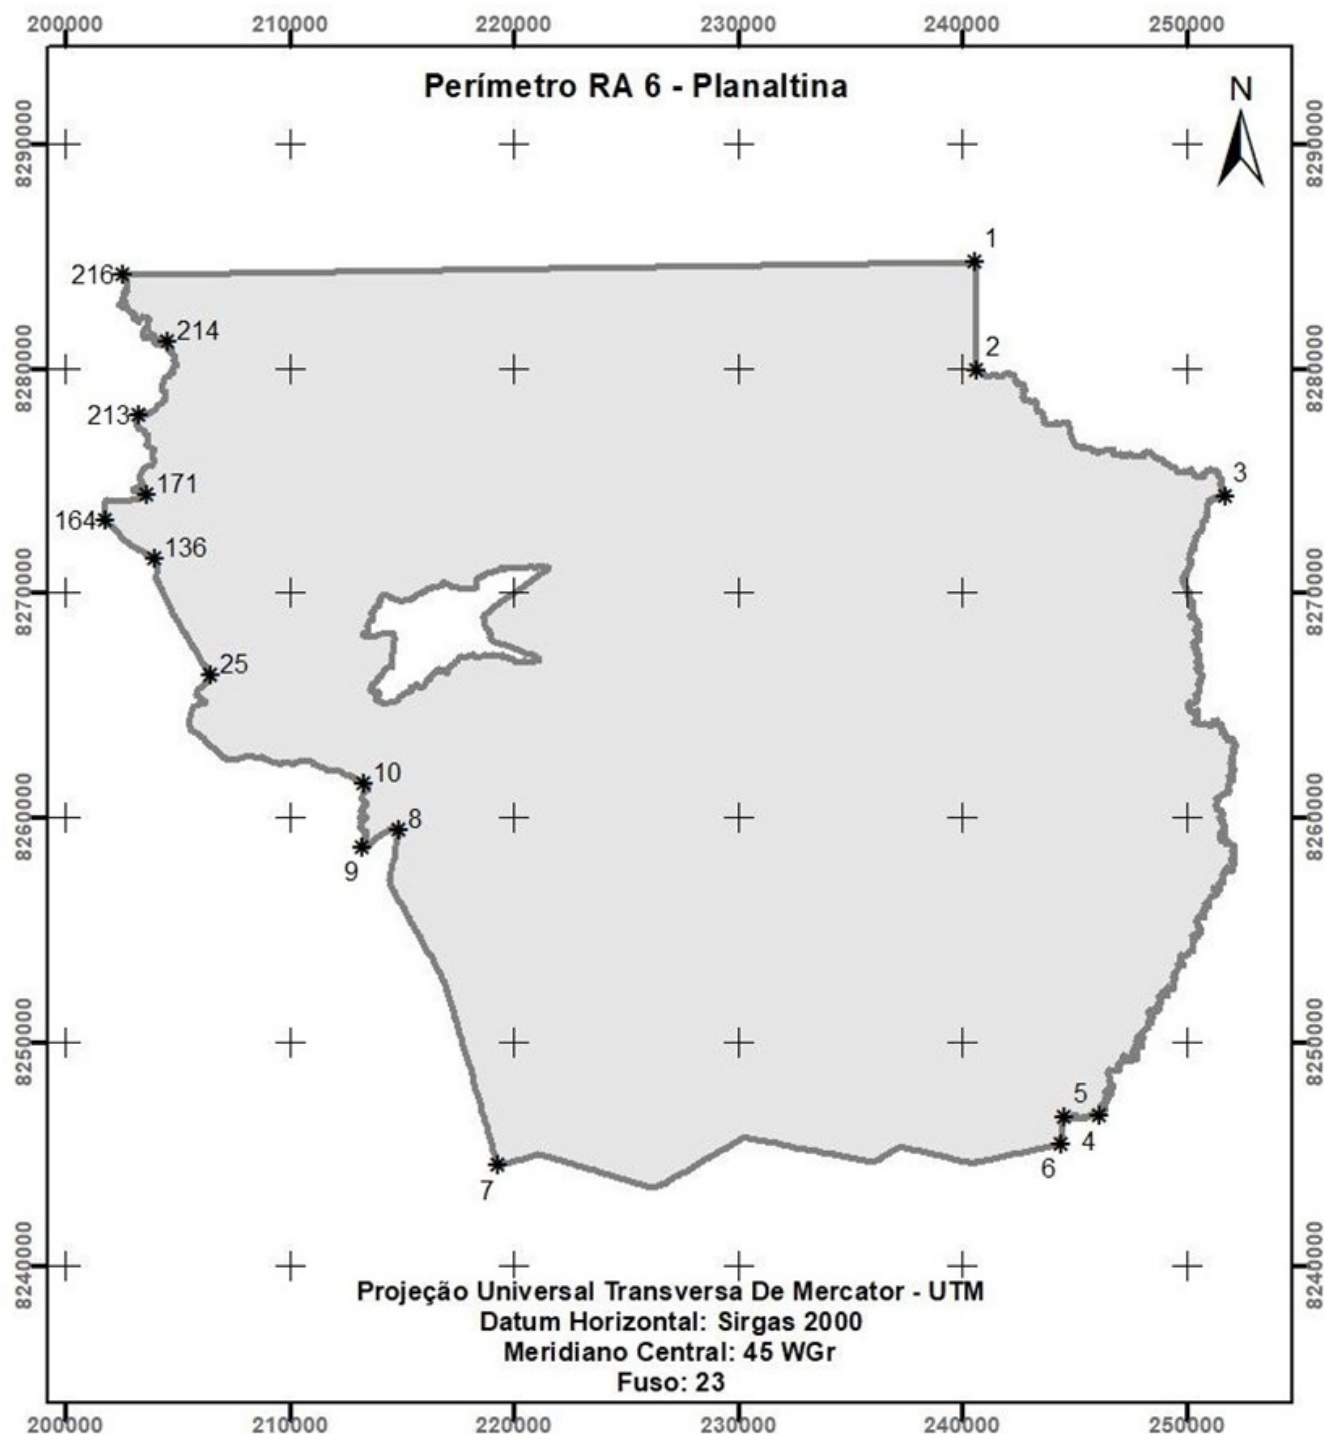 200000 210000 220000 230000 240000 250000
Perímetro RA 6 - Planaltina
N
8290000 8290000
1
216
214
2
8280000 8280000
213
3
171
164
136
8270000 8270000
25
10
8
8260000 8260000
9
8250000 8250000
5
4
6
7
8240000 8240000
Projeção Universal Transversa De Mercator - UTM
Datum Horizontal: Sirgas 2000
Meridiano Central: 45 WGr
Fuso: 23
200000 210000 220000 230000 240000 250000